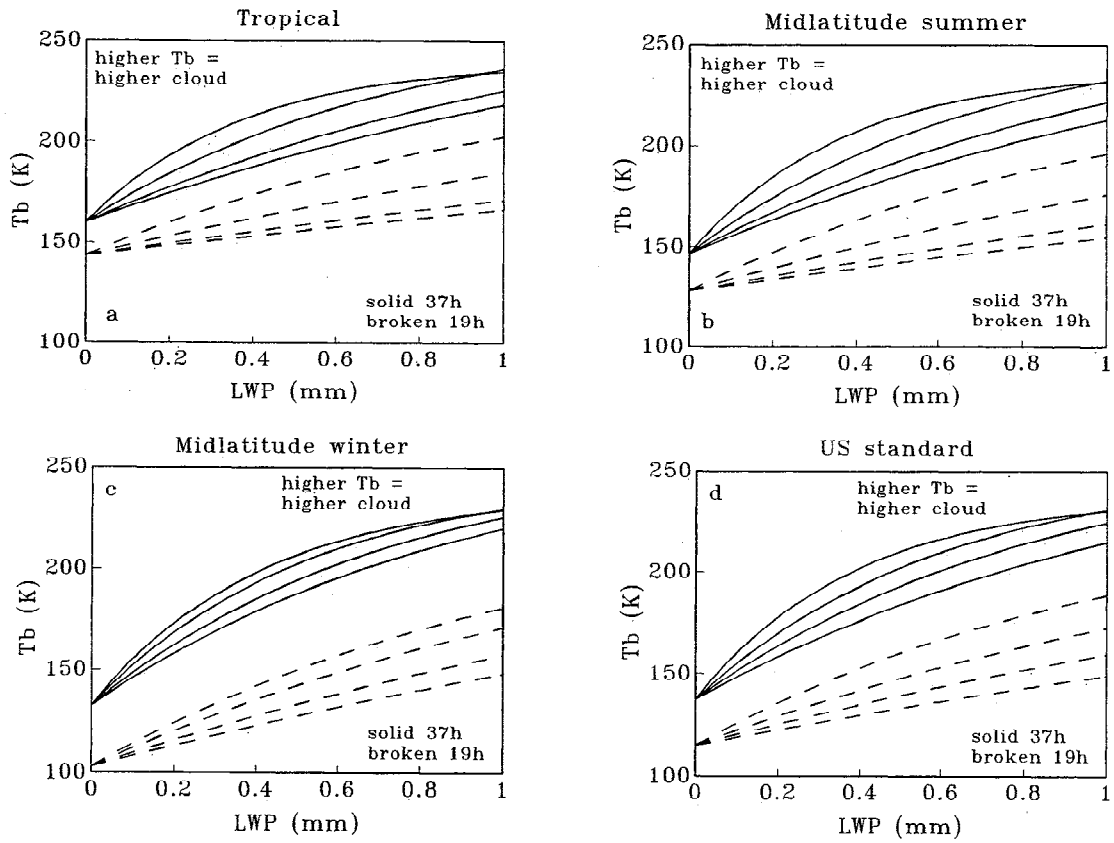 Tropical
250
200
150
100
Tb (K)
higher Tb =
higher cloud
a
solid 37h
broken 19h
0 0.2 0.4 0.6 0.8 1
LWP (mm)
Midlatitude summer
250
200
150
100
Tb (K)
higher Tb =
higher cloud
b
solid 37h
broken 19h
0 0.2 0.4 0.6 0.8 1
LWP (mm)
Midlatitude winter
250
200
150
100
Tb (K)
c
higher Tb =
higher cloud
solid 37h
broken 19h
0 0.2 0.4 0.6 0.8 1
LWP (mm)
US standard
250
200
150
100
Tb (K)
d
higher Tb =
higher cloud
solid 37h
broken 19h
0 0.2 0.4 0.6 0.8 1
LWP (mm)